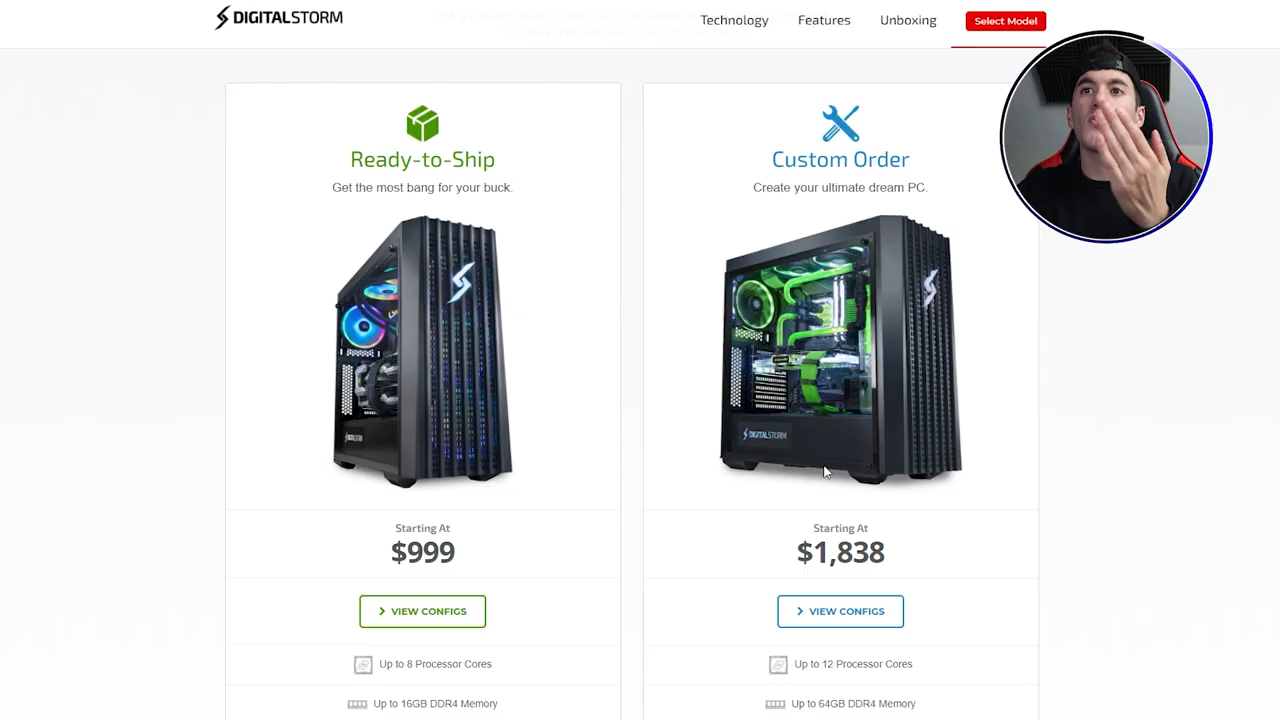 DIGITALSTORM
Technology
Features
Unboxing
Select Model
Ready-to-Ship
Get the most bang for your buck.
DIGITALSTORM
Starting At
$999
VIEW CONFIGS
Up to 8 Processor Cores
Up to 16GB DDR4 Memory
Custom Order
Create your ultimate dream PC.
DIGITALSTORM
Starting At
$1,838
VIEW CONFIGS
Up to 12 Processor Cores
Up to 64GB DDR4 Memory